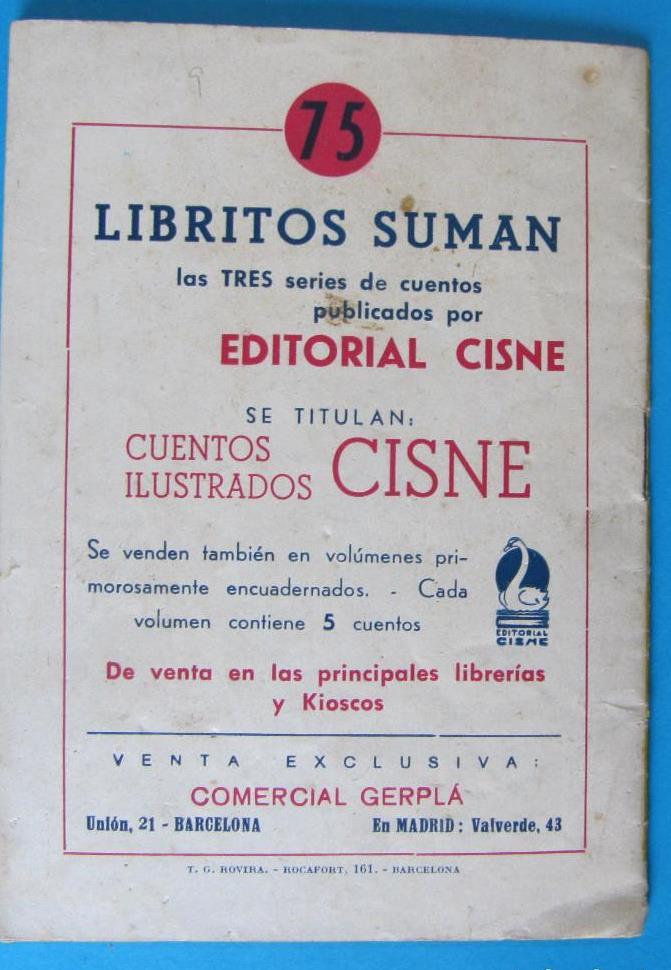 75
LIBRITOS SUMAN
las TRES series de cuentos
publicados por
EDITORIAL CISNE
SE TITULAN:
CUENTOS
ILUSTRADOS CISNE
Se venden también en volúmenes pri-
morosamente encuadernados. - Cada
volumen contiene 5 cuentos
EDITORIAL
CISNE
De venta en las principales librerías
y Kioscos
VENTA EXCLUSIVA:
COMERCIAL GERPLÁ
Unión, 21 - BARCELONA En MADRID: Valverde, 43
T. G. ROVIRA. - ROCAFORT, 161. - BARCELONA